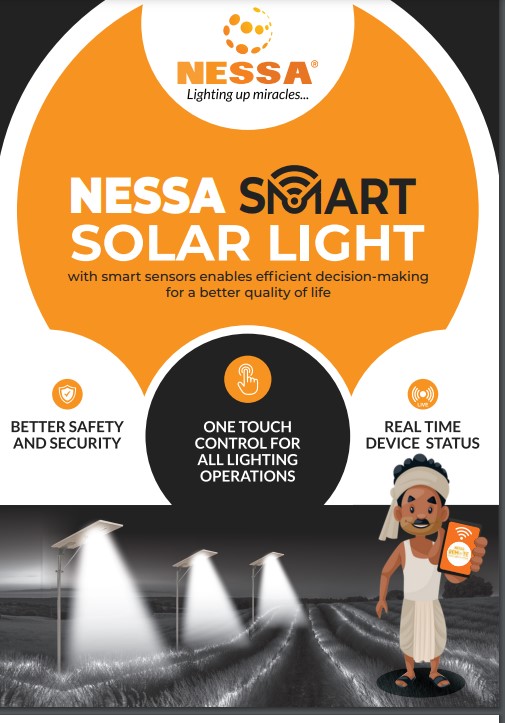 NESSA®
Lighting up miracles...
NESSA SMART
SOLAR LIGHT
with smart sensors enables efficient decision-making
for a better quality of life
BETTER SAFETY
AND SECURITY
ONE TOUCH
CONTROL FOR
ALL LIGHTING
OPERATIONS
LIVE
REAL TIME
DEVICE STATUS